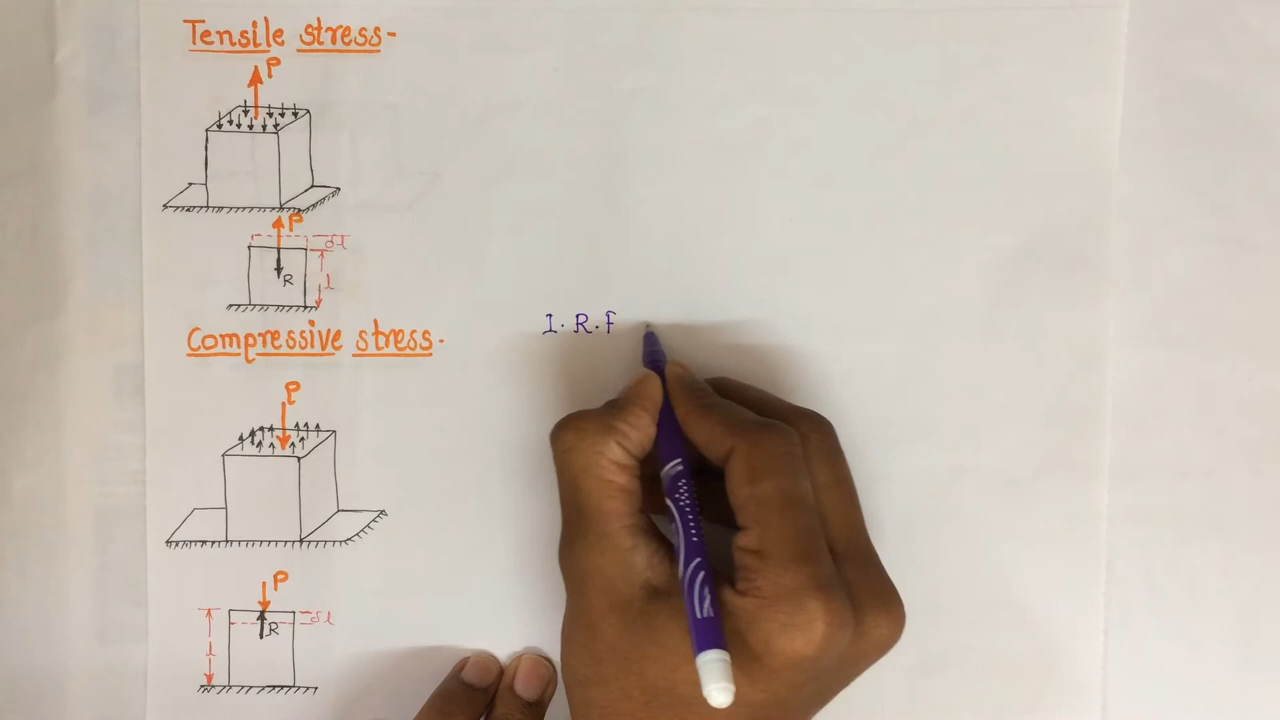 Tensile stress-
P
P
dl
R
l
Compressive stress.
I. R. F
P
P
dl
R
l